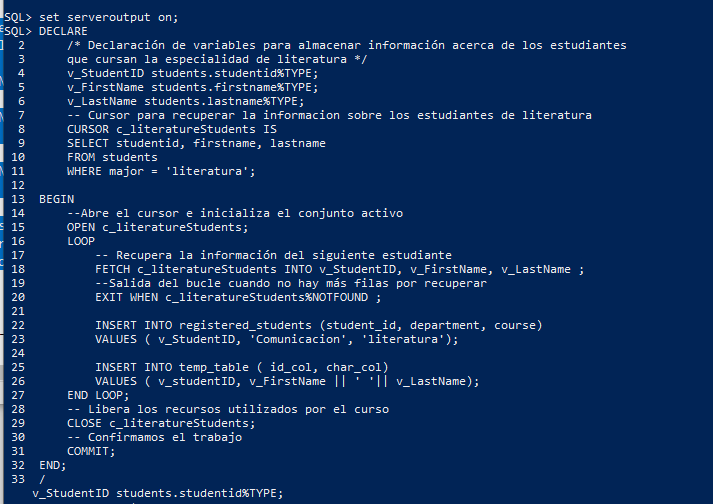 SQL> set serveroutput on;
SQL> DECLARE
2 /* Declaración de variables para almacenar información acerca de los estudiantes
3 que cursan la especialidad de literatura */
4 v_StudentID students.studentid%TYPE;
5 v_FirstName students.firstname%TYPE;
6 v_LastName students.lastname%TYPE;
7 -- Cursor para recuperar la informacion sobre los estudiantes de literatura
8 CURSOR c_literatureStudents IS
9 SELECT studentid, firstname, lastname
10 FROM students
11 WHERE major = 'literatura';
12
13 BEGIN
14 --Abre el cursor e inicializa el conjunto activo
15 OPEN c_literatureStudents;
16 LOOP
17 -- Recupera la información del siguiente estudiante
18 FETCH c_literatureStudents INTO v_StudentID, v_FirstName, v_LastName ;
19 --Salida del bucle cuando no hay más filas por recuperar
20 EXIT WHEN c_literatureStudents%NOTFOUND ;
21
22 INSERT INTO registered_students (student_id, department, course)
23 VALUES ( v_StudentID, 'Comunicacion', 'literatura');
24
25 INSERT INTO temp_table ( id_col, char_col)
26 VALUES ( v_studentID, v_FirstName || ' '|| v_LastName);
27 END LOOP;
28 -- Libera los recursos utilizados por el curso
29 CLOSE c_literatureStudents;
30 -- Confirmamos el trabajo
31 COMMIT;
32 END;
33 /
v_StudentID students.studentid%TYPE;